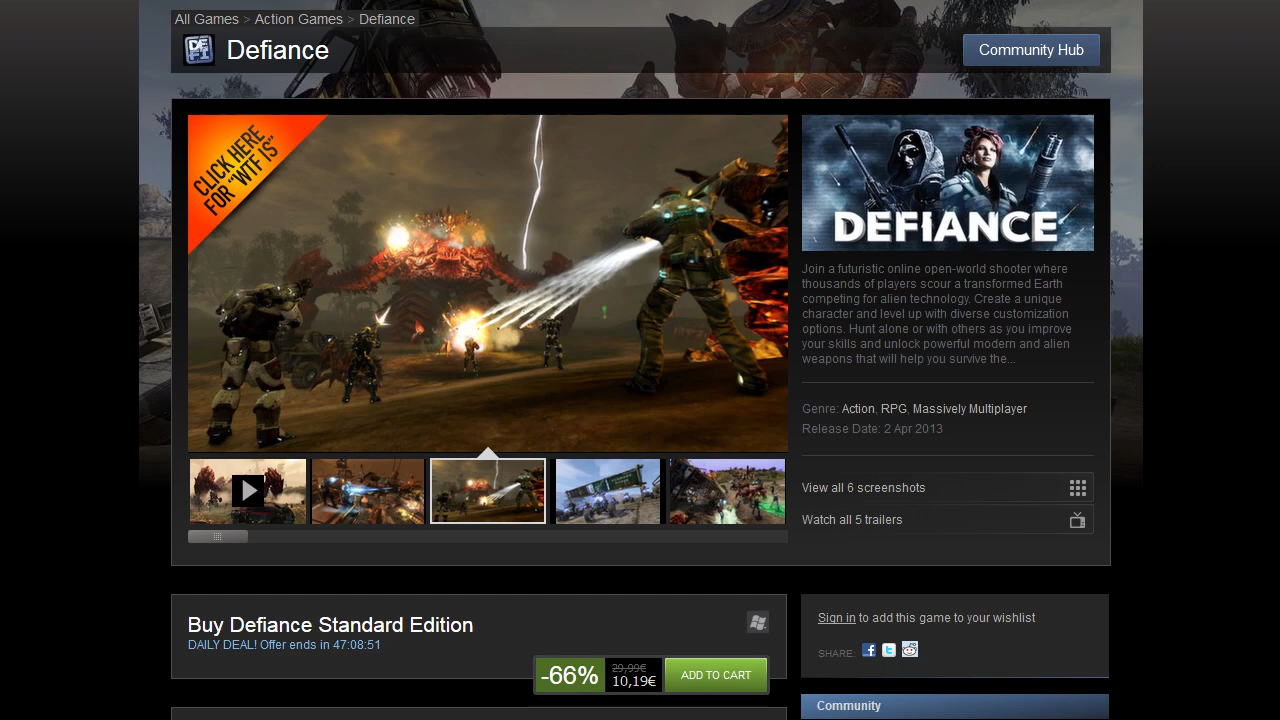 All Games > Action Games > Defiance
DEFI
Defiance
Community Hub
CLICK HERE
FOR "WTF IS"
DEFIANCE
Join a futuristic online open-world shooter where
thousands of players scour a transformed Earth
competing for alien technology. Create a unique
character and level up with diverse customization
options. Hunt alone or with others as you improve
your skills and unlock powerful modern and alien
weapons that will help you survive the...
Genre: Action, RPG, Massively Multiplayer
Release Date: 2 Apr 2013
View all 6 screenshots
Watch all 5 trailers
Buy Defiance Standard Edition
DAILY DEAL! Offer ends in 47:08:51
-66%
29,99€
10,19€
ADD TO CART
Sign in to add this game to your wishlist
SHARE:
Community